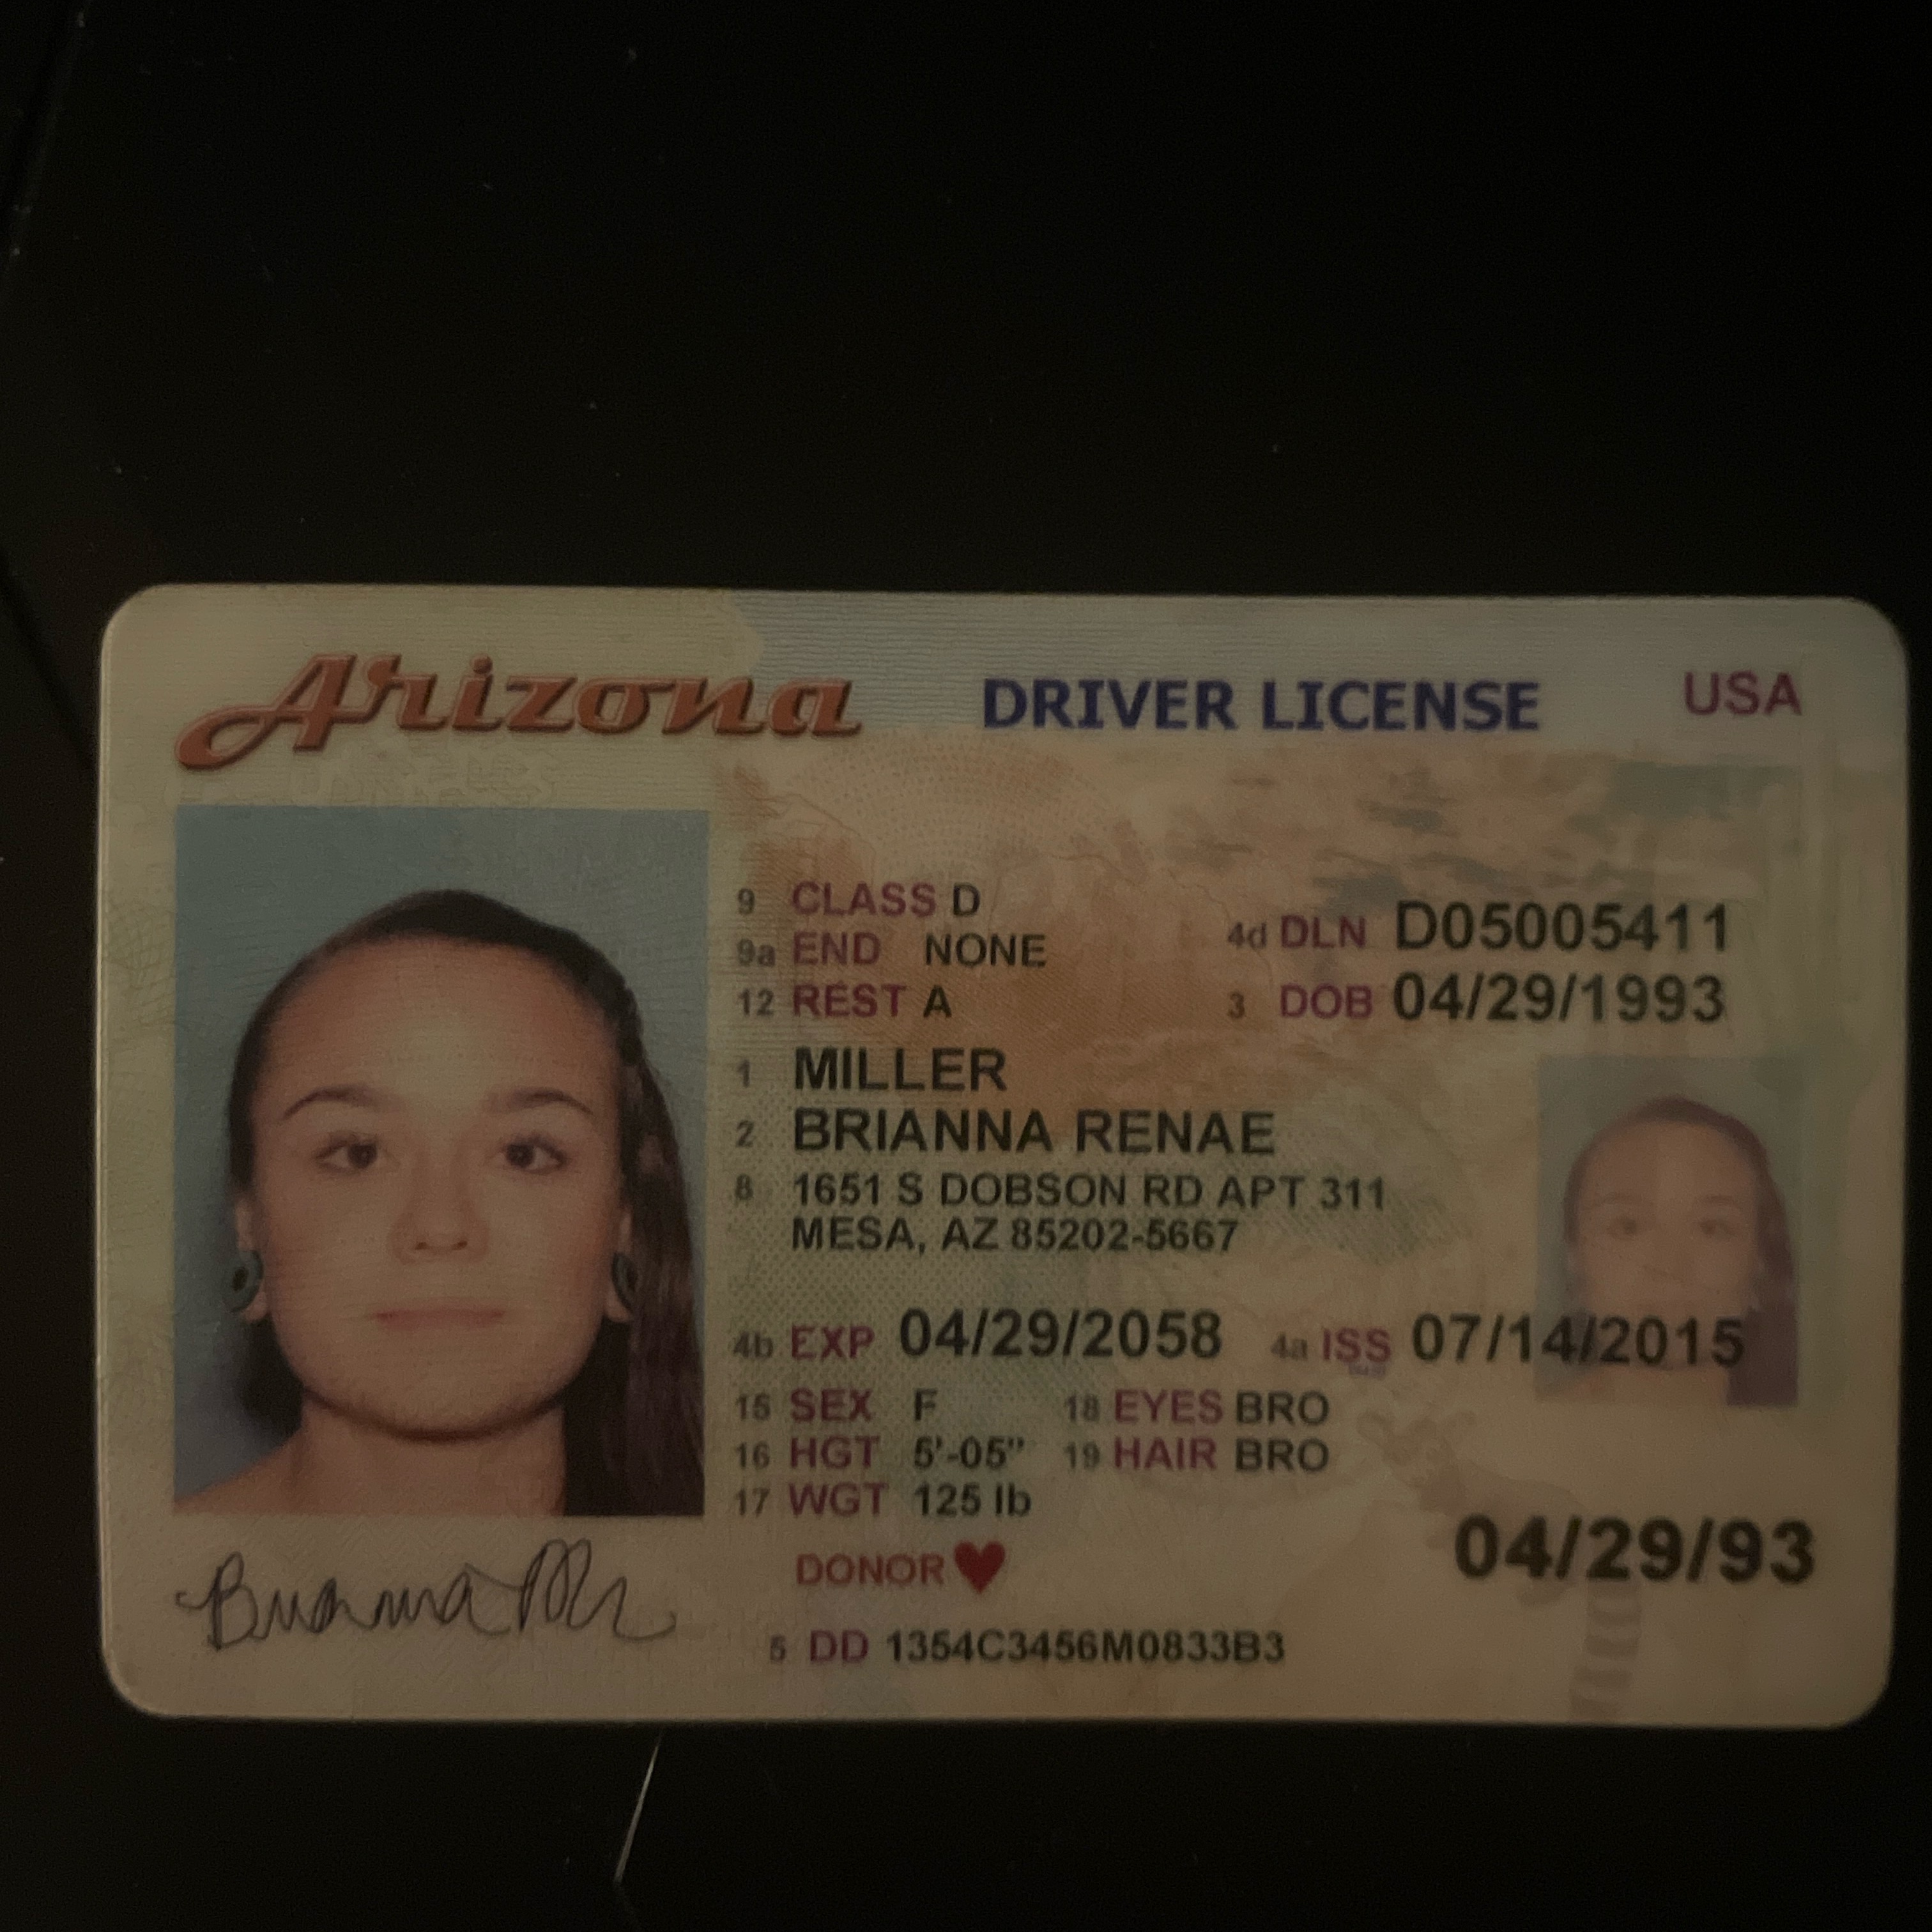 Arizona DRIVER LICENSE USA
9 CLASS D
9a END NONE
12 REST A
4d DLN D05005411
3 DOB 04/29/1993
1 MILLER
2 BRIANNA RENAE
8 1651 S DOBSON RD APT 311
MESA, AZ 85202-5667
4b EXP 04/29/2058 4a ISS 07/14/2015
15 SEX F 18 EYES BRO
16 HGT 5'-05" 19 HAIR BRO
17 WGT 125 lb
DONOR
04/29/93
5 DD 1354C3456M0833B3